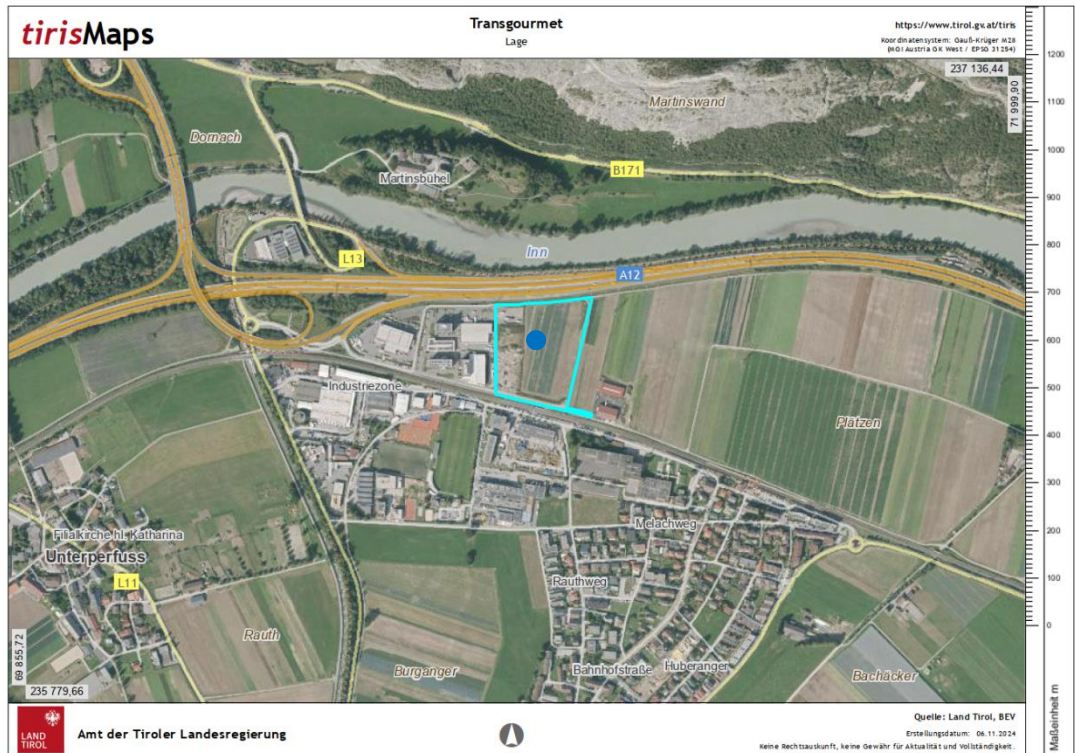 tirisMaps
Transgourmet
Lage
https://www.tirol.gv.at/tiris
Koordinatensystem: Gauß-Krüger M28
(MGI Austria GK West / EPSG 31254)
237 136,44
71 999,90
Martinswand
Dornach
B171
Martinsbühel
Inn
L13
A12
Industriezone
Plätzen
Melachweg
Filialkirche hl. Katharina
Unterperfuss
L11
Rauthweg
Rauth
Burganger
Bahnhofstraße
Huberanger
Bachäcker
69 855,72
235 779,66
1200
1100
1000
900
800
700
600
500
400
300
200
100
0
Maßeinheit m
LAND
TIROL
Amt der Tiroler Landesregierung
Quelle: Land Tirol, BEV
Erstellungsdatum: 06.11.2024
Keine Rechtsauskunft, keine Gewähr für Aktualität und Vollständigkeit.